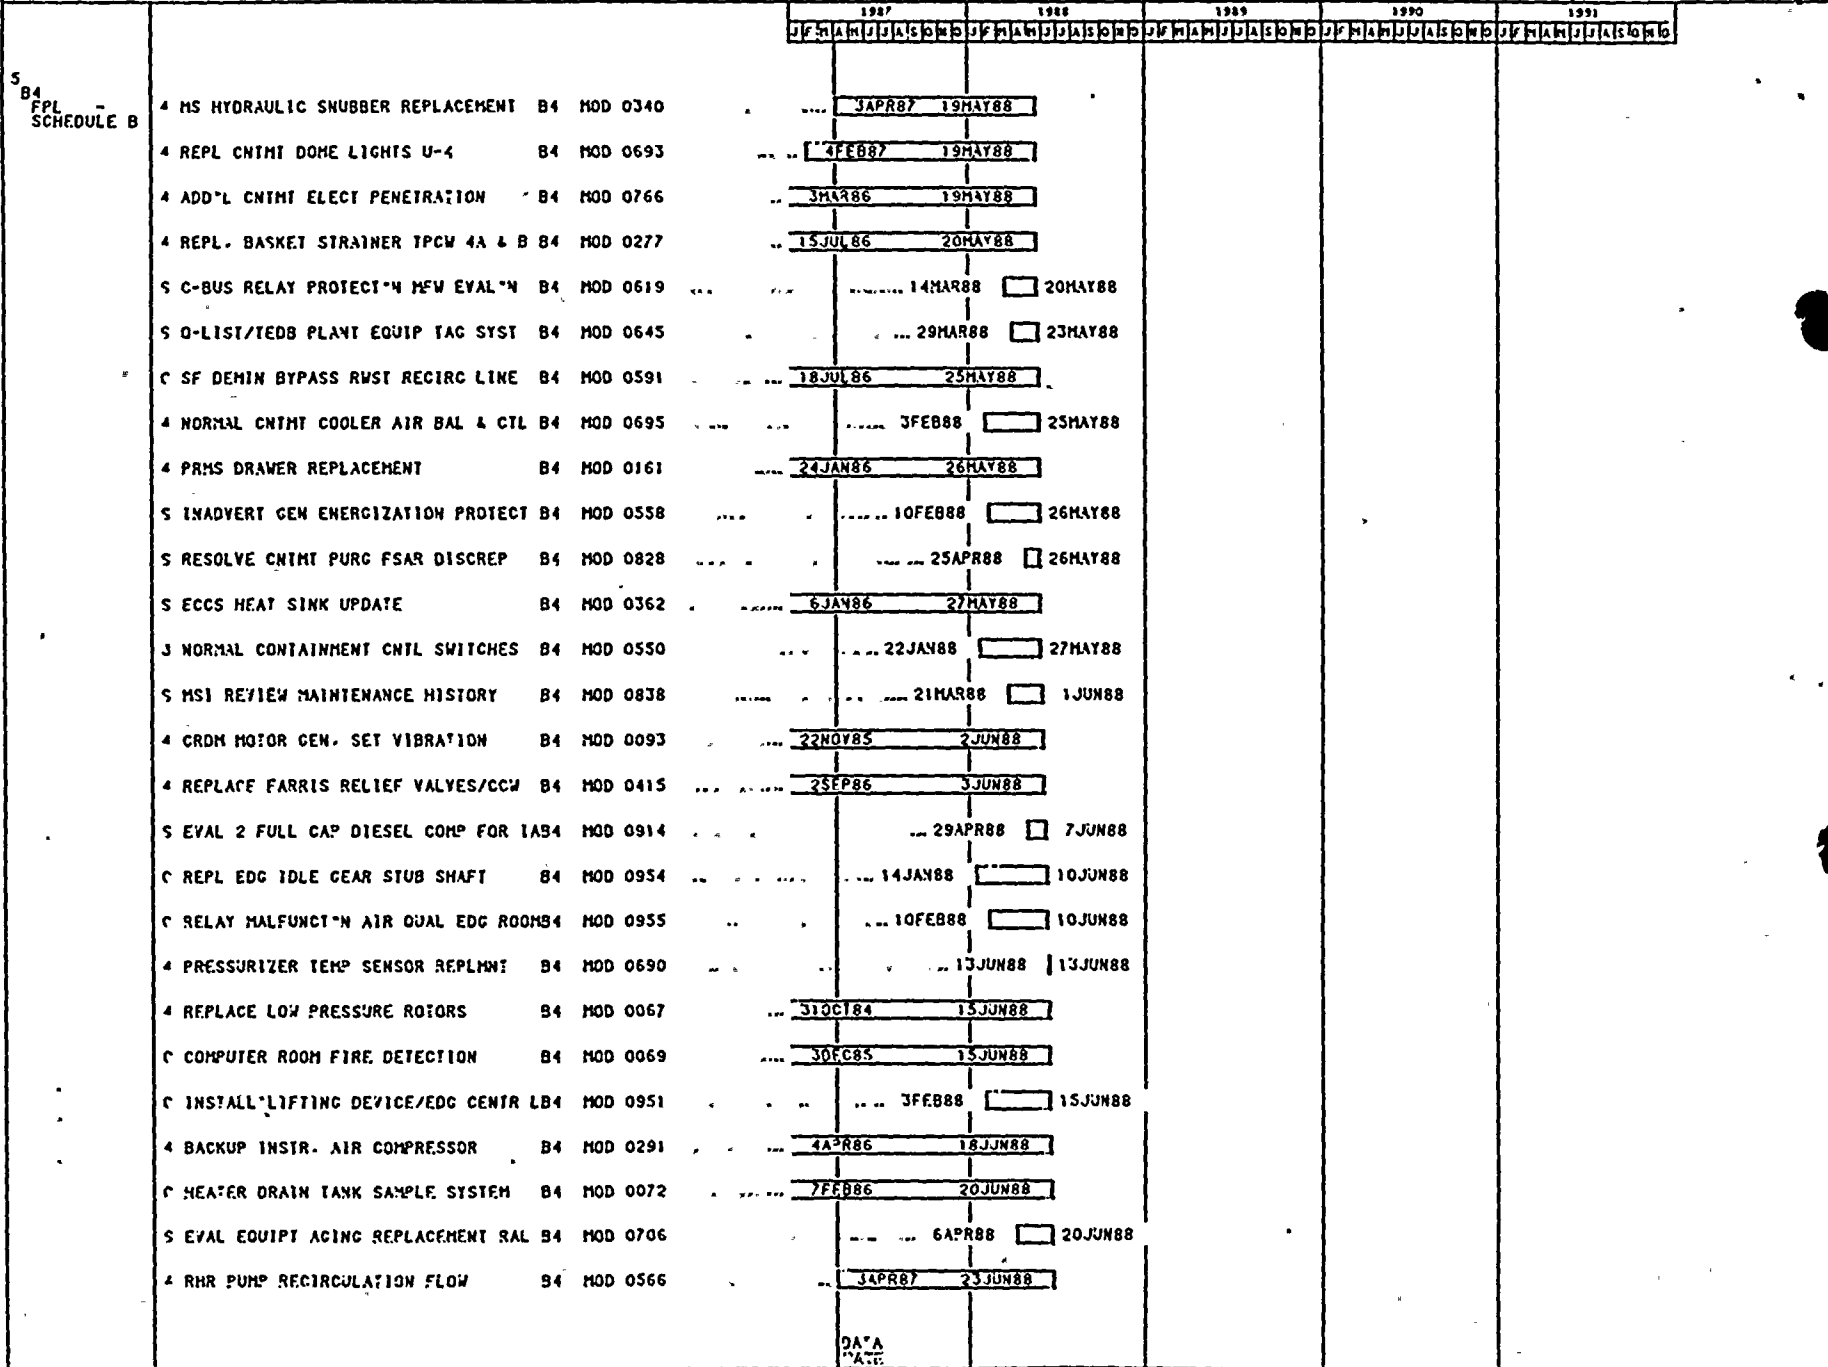 1987 1988 1989 1990 1991
J F M A M J J A S O N D J F M A M J J A S O N D J F M A M J J A S O N D J F M A M J J A S O N D J F M A M J J A S O N D
5
B4
FPL -
SCHEDULE B
4 MS HYDRAULIC SNUBBER REPLACEMENT B4 MOD 0340 3APR87 19MAY88
4 REPL CNTMT DOME LIGHTS U-4 B4 MOD 0693 4FEB87 19MAY88
4 ADD'L CNTMT ELECT PENETRATION B4 MOD 0766 3MAR86 19MAY88
4 REPL. BASKET STRAINER TPCW 4A & B B4 MOD 0277 15JUL86 20MAY88
S C-BUS RELAY PROTECT'N MFW EVAL'N B4 MOD 0619 14MAR88 20MAY88
S Q-LIST/TEDB PLANT EQUIP TAG SYST B4 MOD 0645 29MAR88 23MAY88
C SF DEMIN BYPASS RWST RECIRC LINE B4 MOD 0591 18JUL86 25MAY88
4 NORMAL CNTMT COOLER AIR BAL & CTL B4 MOD 0695 3FEB88 25MAY88
4 PRMS DRAWER REPLACEMENT B4 MOD 0161 24JAN86 26MAY88
S INADVERT GEN ENERGIZATION PROTECT B4 MOD 0558 10FEB88 26MAY88
S RESOLVE CNTMT PURG FSAR DISCREP B4 MOD 0828 25APR88 26MAY88
S ECCS HEAT SINK UPDATE B4 MOD 0362 6JAN86 27MAY88
3 NORMAL CONTAINMENT CNTL SWITCHES B4 MOD 0550 22JAN88 27MAY88
S MSI REVIEW MAINTENANCE HISTORY B4 MOD 0838 21MAR88 1JUN88
4 CRDM MOTOR GEN. SET VIBRATION B4 MOD 0093 22NOV85 2JUN88
4 REPLACE FARRIS RELIEF VALVES/CCW B4 MOD 0415 2SEP86 3JUN88
S EVAL 2 FULL CAP DIESEL COMP FOR IAB4 MOD 0914 29APR88 7JUN88
C REPL EDG IDLE GEAR STUB SHAFT B4 MOD 0954 14JAN88 10JUN88
C RELAY MALFUNCT'N AIR QUAL EDG ROOMB4 MOD 0955 10FEB88 10JUN88
4 PRESSURIZER TEMP SENSOR REPLMNT B4 MOD 0690 13JUN88 13JUN88
4 REPLACE LOW PRESSURE ROTORS B4 MOD 0067 31OCT84 15JUN88
C COMPUTER ROOM FIRE DETECTION B4 MOD 0069 3DEC85 15JUN88
C INSTALL LIFTING DEVICE/EDG CENTR LB4 MOD 0951 3FEB88 15JUN88
4 BACKUP INSTR. AIR COMPRESSOR B4 MOD 0291 4APR86 18JUN88
C HEATER DRAIN TANK SAMPLE SYSTEM B4 MOD 0072 7FEB86 20JUN88
S EVAL EQUIPT AGING REPLACEMENT RAL B4 MOD 0706 6APR88 20JUN88
4 RHR PUMP RECIRCULATION FLOW B4 MOD 0566 3APR87 23JUN88
DATA
DATE